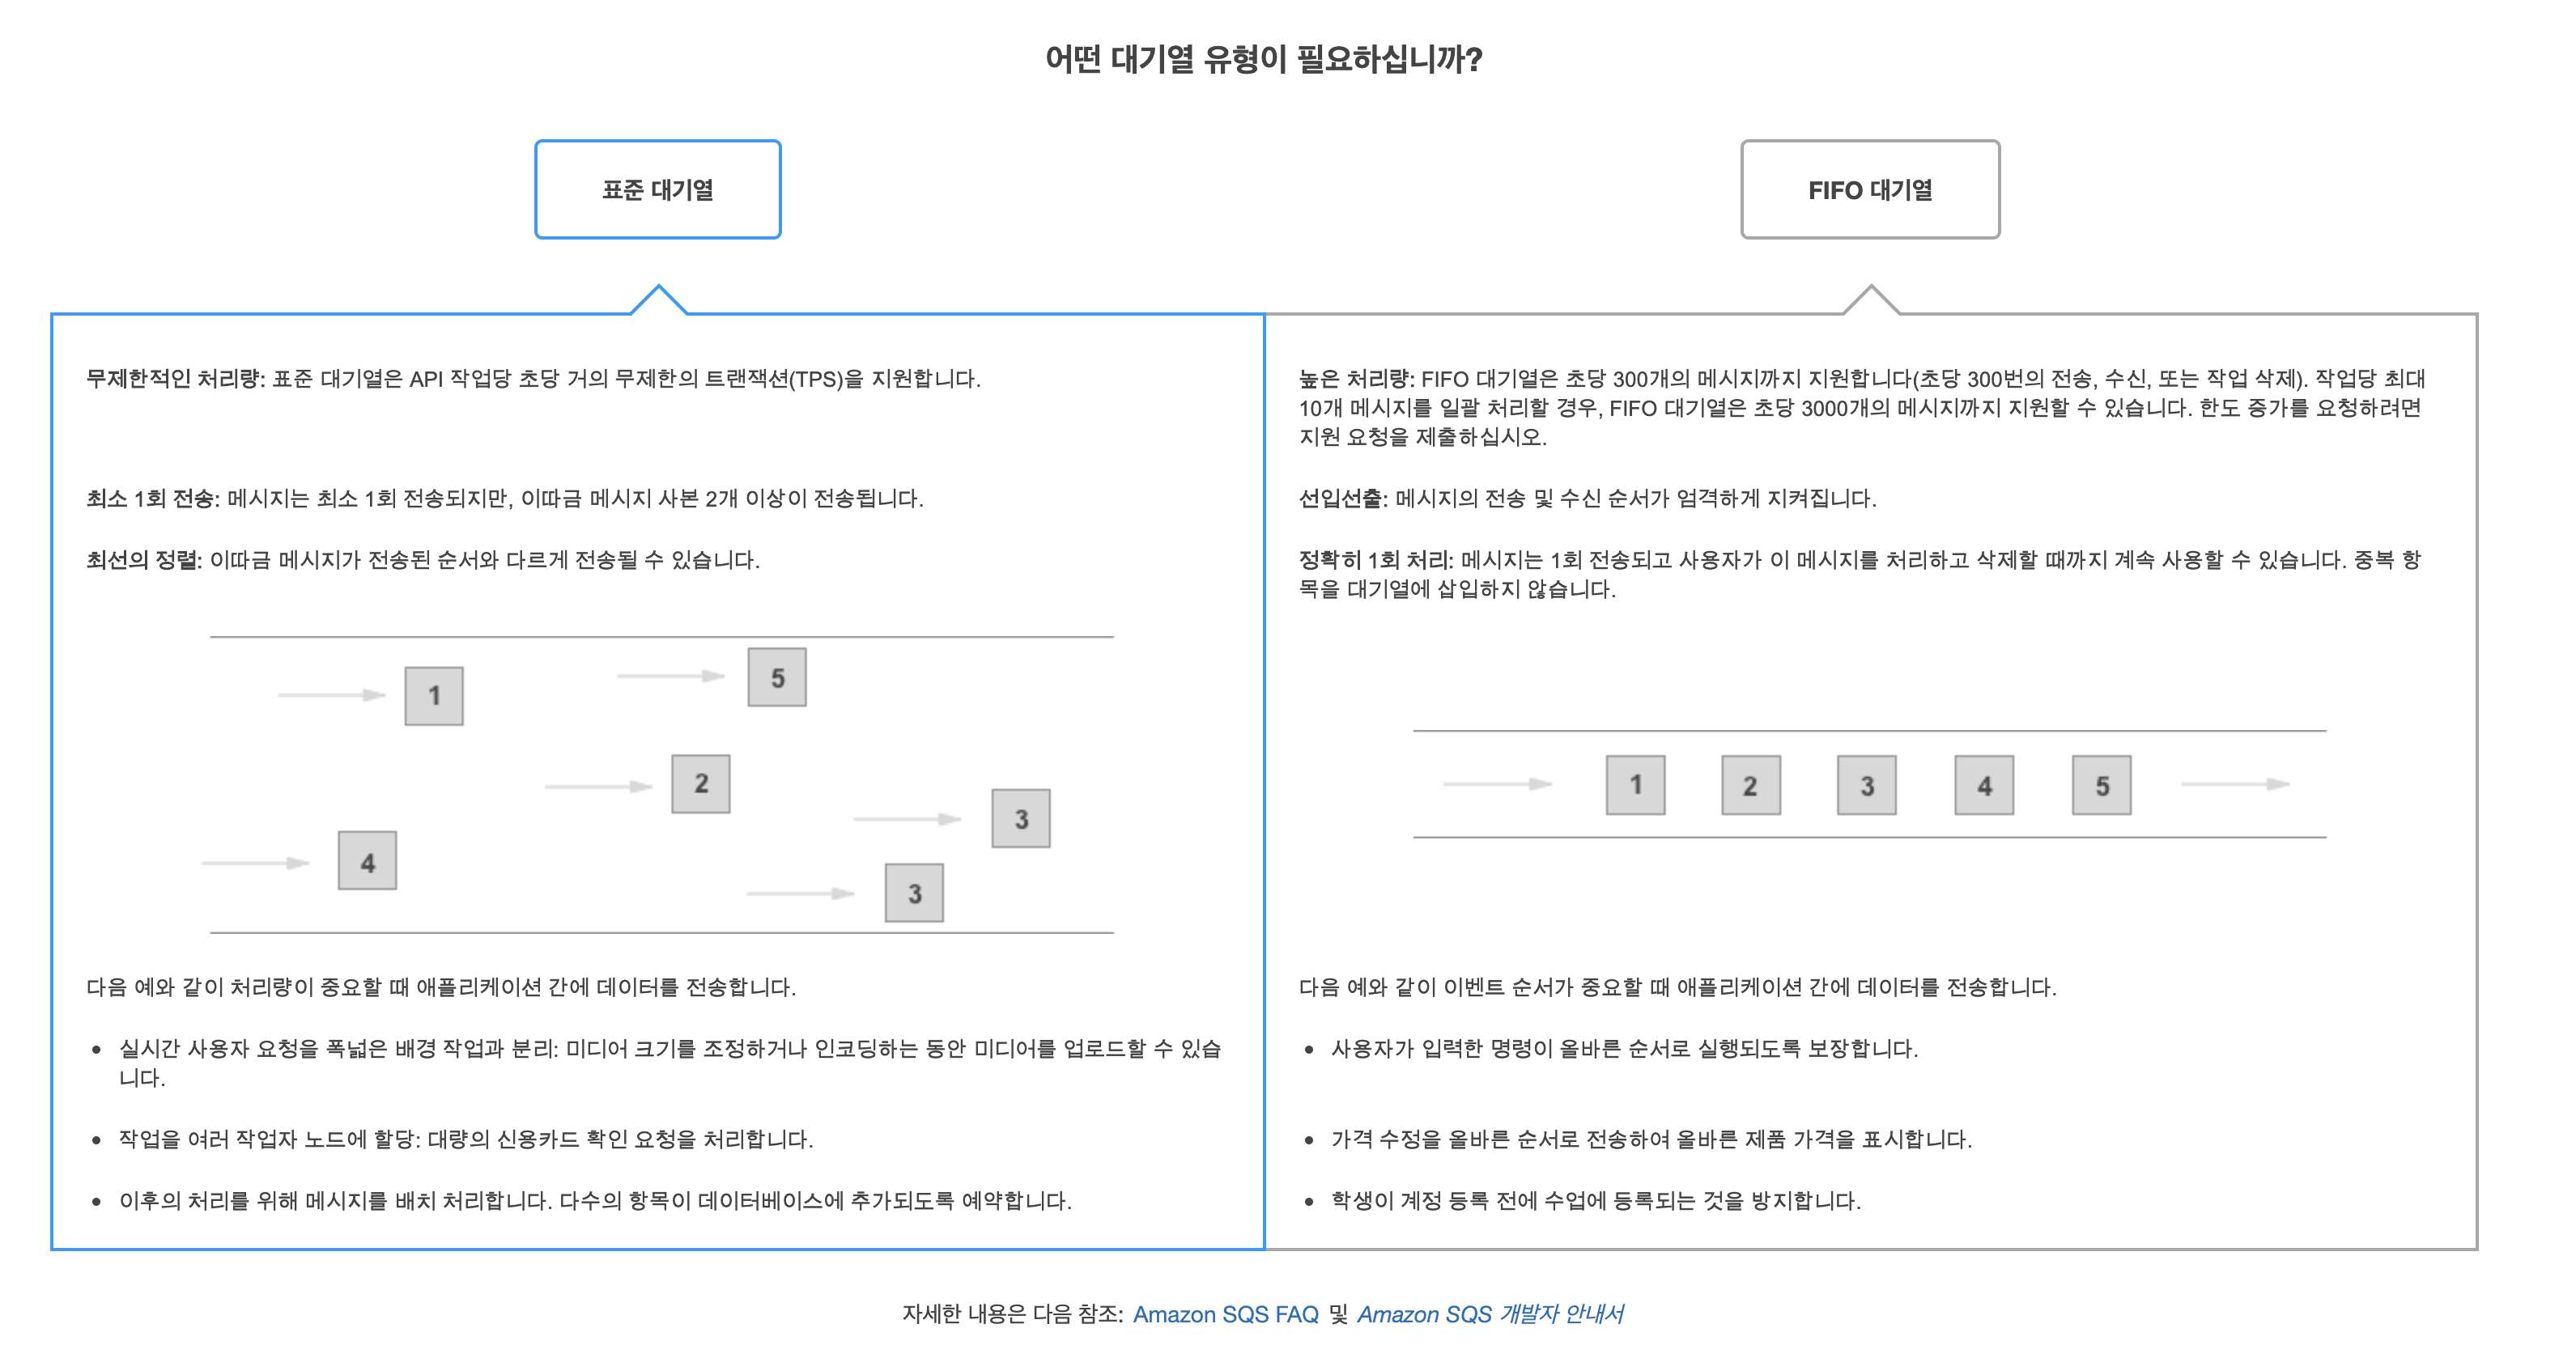 어떤 대기열 유형이 필요하십니까?
표준 대기열
무제한적인 처리량: 표준 대기열은 API 작업당 초당 거의 무제한의 트랜잭션(TPS)을 지원합니다.
최소 1회 전송: 메시지는 최소 1회 전송되지만, 이따금 메시지 사본 2개 이상이 전송됩니다.
최선의 정렬: 이따금 메시지가 전송된 순서와 다르게 전송될 수 있습니다.
1
5
2
3
4
3
다음 예와 같이 처리량이 중요할 때 애플리케이션 간에 데이터를 전송합니다.
• 실시간 사용자 요청을 폭넓은 배경 작업과 분리: 미디어 크기를 조정하거나 인코딩하는 동안 미디어를 업로드할 수 있습
니다.
• 작업을 여러 작업자 노드에 할당: 대량의 신용카드 확인 요청을 처리합니다.
• 이후의 처리를 위해 메시지를 배치 처리합니다. 다수의 항목이 데이터베이스에 추가되도록 예약합니다.
FIFO 대기열
높은 처리량: FIFO 대기열은 초당 300개의 메시지까지 지원합니다(초당 300번의 전송, 수신, 또는 작업 삭제). 작업당 최대
10개 메시지를 일괄 처리할 경우, FIFO 대기열은 초당 3000개의 메시지까지 지원할 수 있습니다. 한도 증가를 요청하려면
지원 요청을 제출하십시오.
선입선출: 메시지의 전송 및 수신 순서가 엄격하게 지켜집니다.
정확히 1회 처리: 메시지는 1회 전송되고 사용자가 이 메시지를 처리하고 삭제할 때까지 계속 사용할 수 있습니다. 중복 항
목을 대기열에 삽입하지 않습니다.
1 2 3 4 5
다음 예와 같이 이벤트 순서가 중요할 때 애플리케이션 간에 데이터를 전송합니다.
• 사용자가 입력한 명령이 올바른 순서로 실행되도록 보장합니다.
• 가격 수정을 올바른 순서로 전송하여 올바른 제품 가격을 표시합니다.
• 학생이 계정 등록 전에 수업에 등록되는 것을 방지합니다.
자세한 내용은 다음 참조: Amazon SQS FAQ 및 Amazon SQS 개발자 안내서